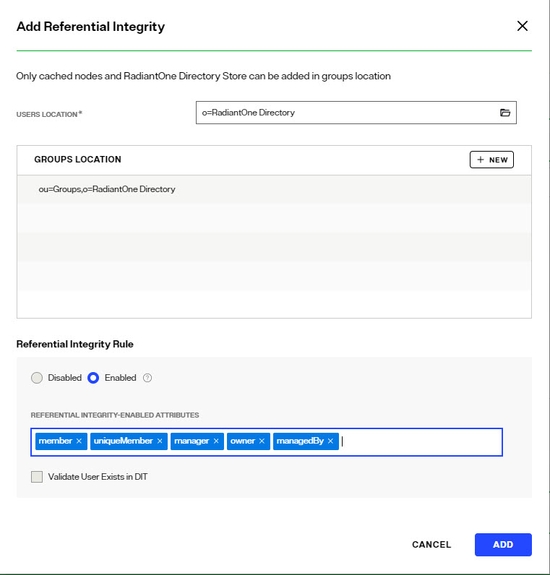 Add Referential Integrity
Only cached nodes and RadiantOne Directory Store can be added in groups location
USERS LOCATION*
o=RadiantOne Directory
GROUPS LOCATION
+ NEW
ou=Groups,o=RadiantOne Directory
Referential Integrity Rule
Disabled Enabled ?
REFERENTIAL INTEGRITY-ENABLED ATTRIBUTES
member × uniqueMember × manager × owner × managedBy ×
Validate User Exists in DIT
CANCEL ADD